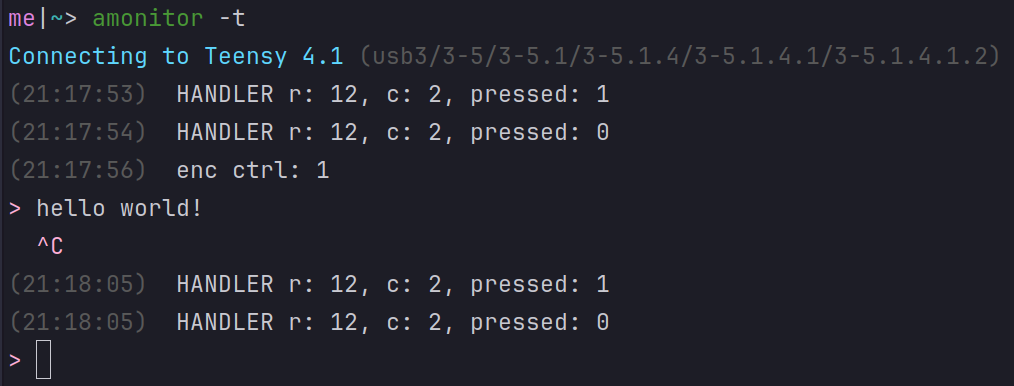 me|~> amonitor -t
Connecting to Teensy 4.1 (usb3/3-5/3-5.1/3-5.1.4/3-5.1.4.1/3-5.1.4.1.2)
(21:17:53)  HANDLER r: 12, c: 2, pressed: 1
(21:17:54)  HANDLER r: 12, c: 2, pressed: 0
(21:17:56)  enc ctrl: 1
> hello world!
  ^C
(21:18:05)  HANDLER r: 12, c: 2, pressed: 1
(21:18:05)  HANDLER r: 12, c: 2, pressed: 0
>